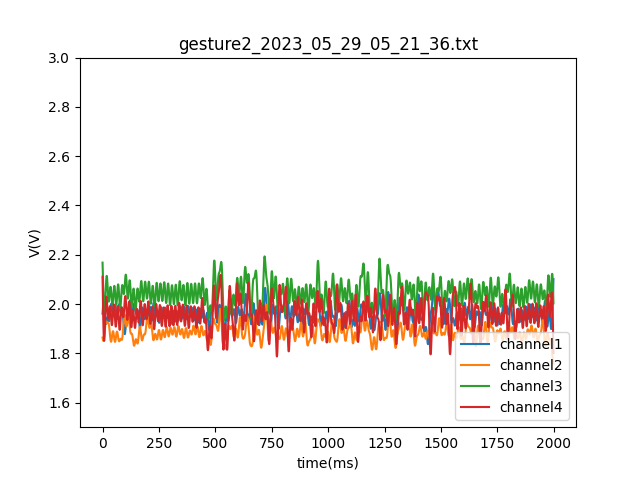 gesture2_2023_05_29_05_21_36.txt
3.0
2.8
2.6
2.4
2.2
2.0
1.8
1.6
V(V)
0 250 500 750 1000 1250 1500 1750 2000
time(ms)
channel1
channel2
channel3
channel4